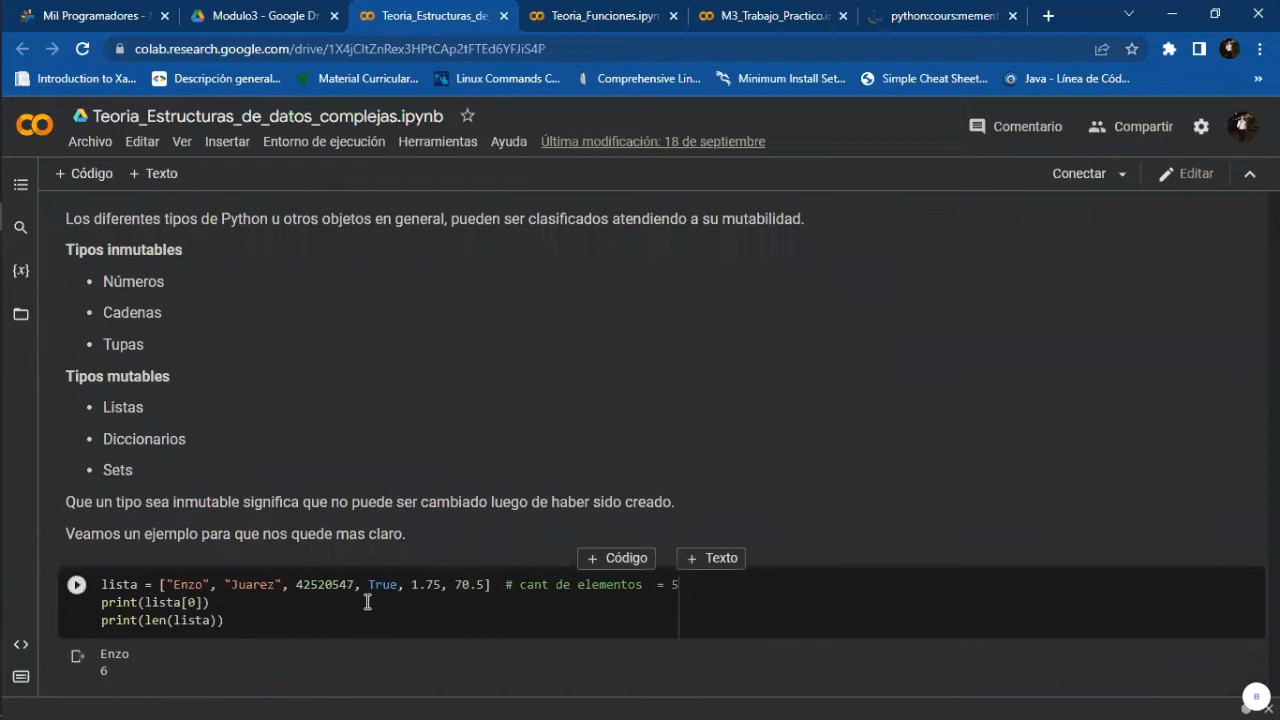 Mil Programadores -
Modulo3 - Google Dr
Teoria_Estructuras_de_
Teoria_Funciones.ipyn
M3_Trabajo_Practico.i
python:cours:mement
colab.research.google.com/drive/1X4jCltZnRex3HPtCAp2tFTEd6YFJiS4P
Introduction to Xa...
Descripción general...
Material Curricular...
Linux Commands C...
Comprehensive Lin...
Minimum Install Set...
Simple Cheat Sheet...
Java - Línea de Cód...
»
Teoria_Estructuras_de_datos_complejas.ipynb
Comentario
Compartir
Archivo Editar Ver Insertar Entorno de ejecución Herramientas Ayuda Última modificación: 18 de septiembre
+ Código + Texto
Conectar
Editar
Los diferentes tipos de Python u otros objetos en general, pueden ser clasificados atendiendo a su mutabilidad.
Tipos inmutables
• Números
• Cadenas
• Tupas
Tipos mutables
• Listas
• Diccionarios
• Sets
Que un tipo sea inmutable significa que no puede ser cambiado luego de haber sido creado.
Veamos un ejemplo para que nos quede mas claro.
+ Código + Texto
lista = ["Enzo", "Juarez", 42520547, True, 1.75, 70.5] # cant de elementos = 5
print(lista[0])
print(len(lista))
Enzo
6
B